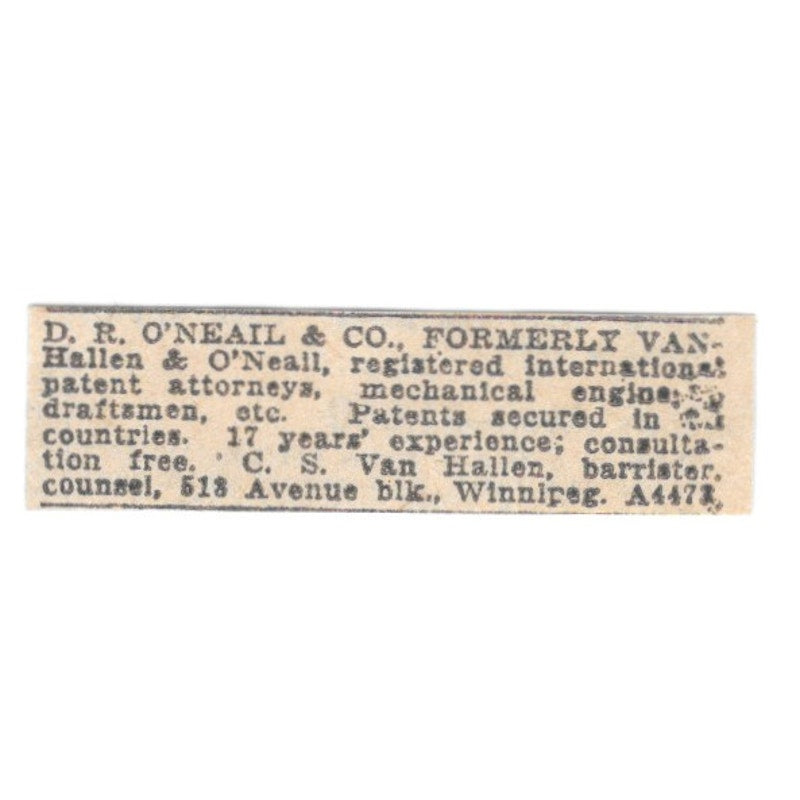 D. R. O'NEAIL & CO., FORMERLY VAN-
Hallen & O'Neail, registered international
patent attorneys, mechanical
draftsmen, etc. Patents secured in
countries. 17 years' experience; consulta-
tion free. C. S. Van Hallen, barrister,
counsel, 513 Avenue blk., Winnipeg.